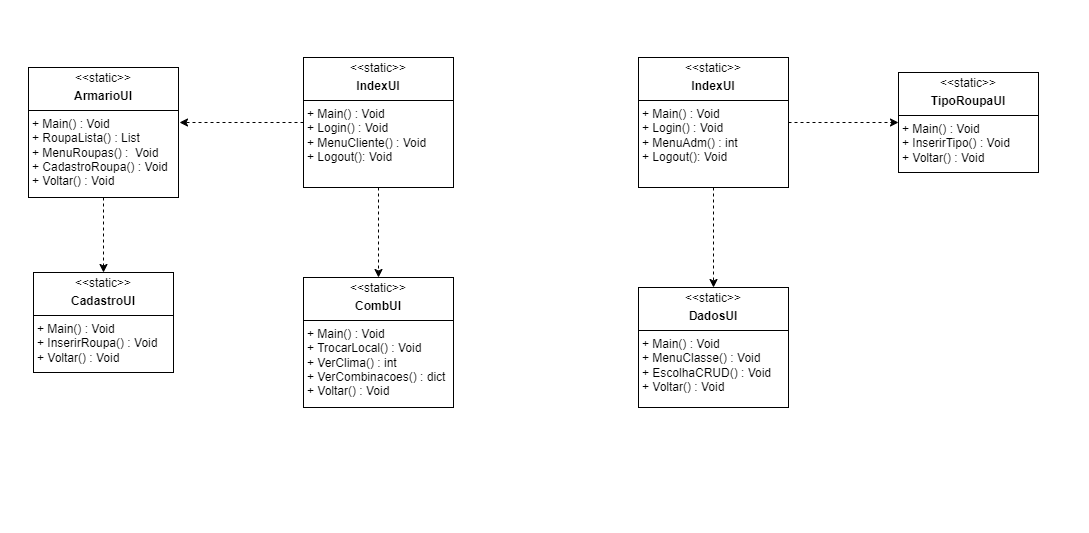 <<static>>
ArmarioUI
+ Main() : Void
+ RoupaLista() : List
+ MenuRoupas() :  Void
+ CadastroRoupa() : Void
+ Voltar() : Void
<<static>>
IndexUI
+ Main() : Void
+ Login() : Void
+ MenuCliente() : Void
+ Logout(): Void
<<static>>
IndexUI
+ Main() : Void
+ Login() : Void
+ MenuAdm() : int
+ Logout(): Void
<<static>>
TipoRoupaUI
+ Main() : Void
+ InserirTipo() : Void
+ Voltar() : Void
<<static>>
CadastroUI
+ Main() : Void
+ InserirRoupa() : Void
+ Voltar() : Void
<<static>>
CombUI
+ Main() : Void
+ TrocarLocal() : Void
+ VerClima() : int
+ VerCombinacoes() : dict
+ Voltar() : Void
<<static>>
DadosUI
+ Main() : Void
+ MenuClasse() : Void
+ EscolhaCRUD() : Void
+ Voltar() : Void